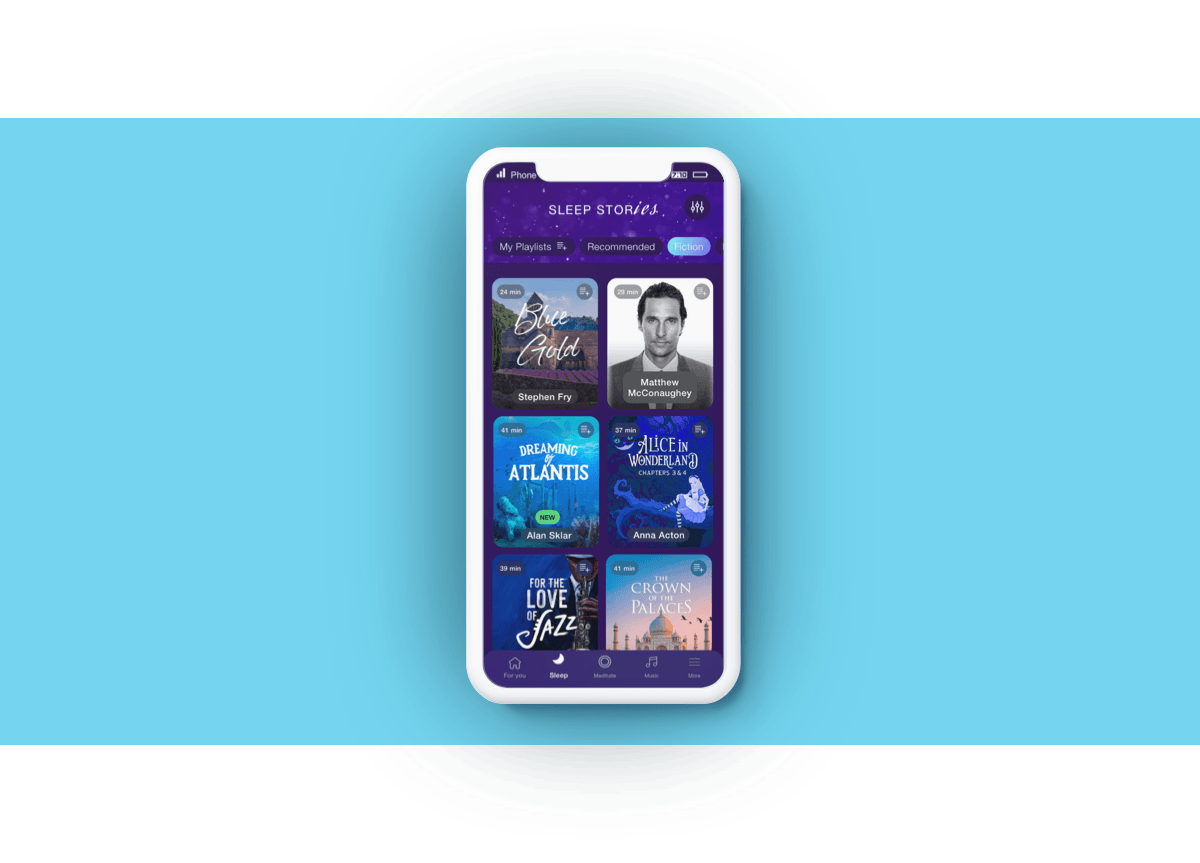 Phone 7:10
SLEEP STORies
My Playlists Recommended Fiction
24 min
Blue
Gold
Stephen Fry
29 min
Matthew
McConaughey
41 min
DREAMING
of
ATLANTIS
NEW
Alan Sklar
37 min
ALICE IN
WONDERLAND
CHAPTERS 3 & 4
Anna Acton
39 min
FOR THE
LOVE
OF
JAZZ
41 min
THE
CROWN
OF THE
PALACES
For you Sleep Meditate Music More